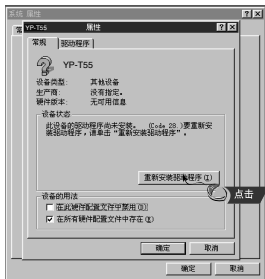 系统 属性
YP-T55 属性
常规 驱动程序
YP-T55
设备类型: 其他设备
生产商: 没有指定。
硬件版本: 无可用信息
设备状态
此设备的驱动程序尚未安装。 (Code 28.)要重新安
装驱动程序，请单击“重新安装驱动程序”。
重新安装驱动程序(I)
点击
设备的用法
在此硬件配置文件中禁用(D)
在所有硬件配置文件中存在(E)
确定 取消
确定 取消